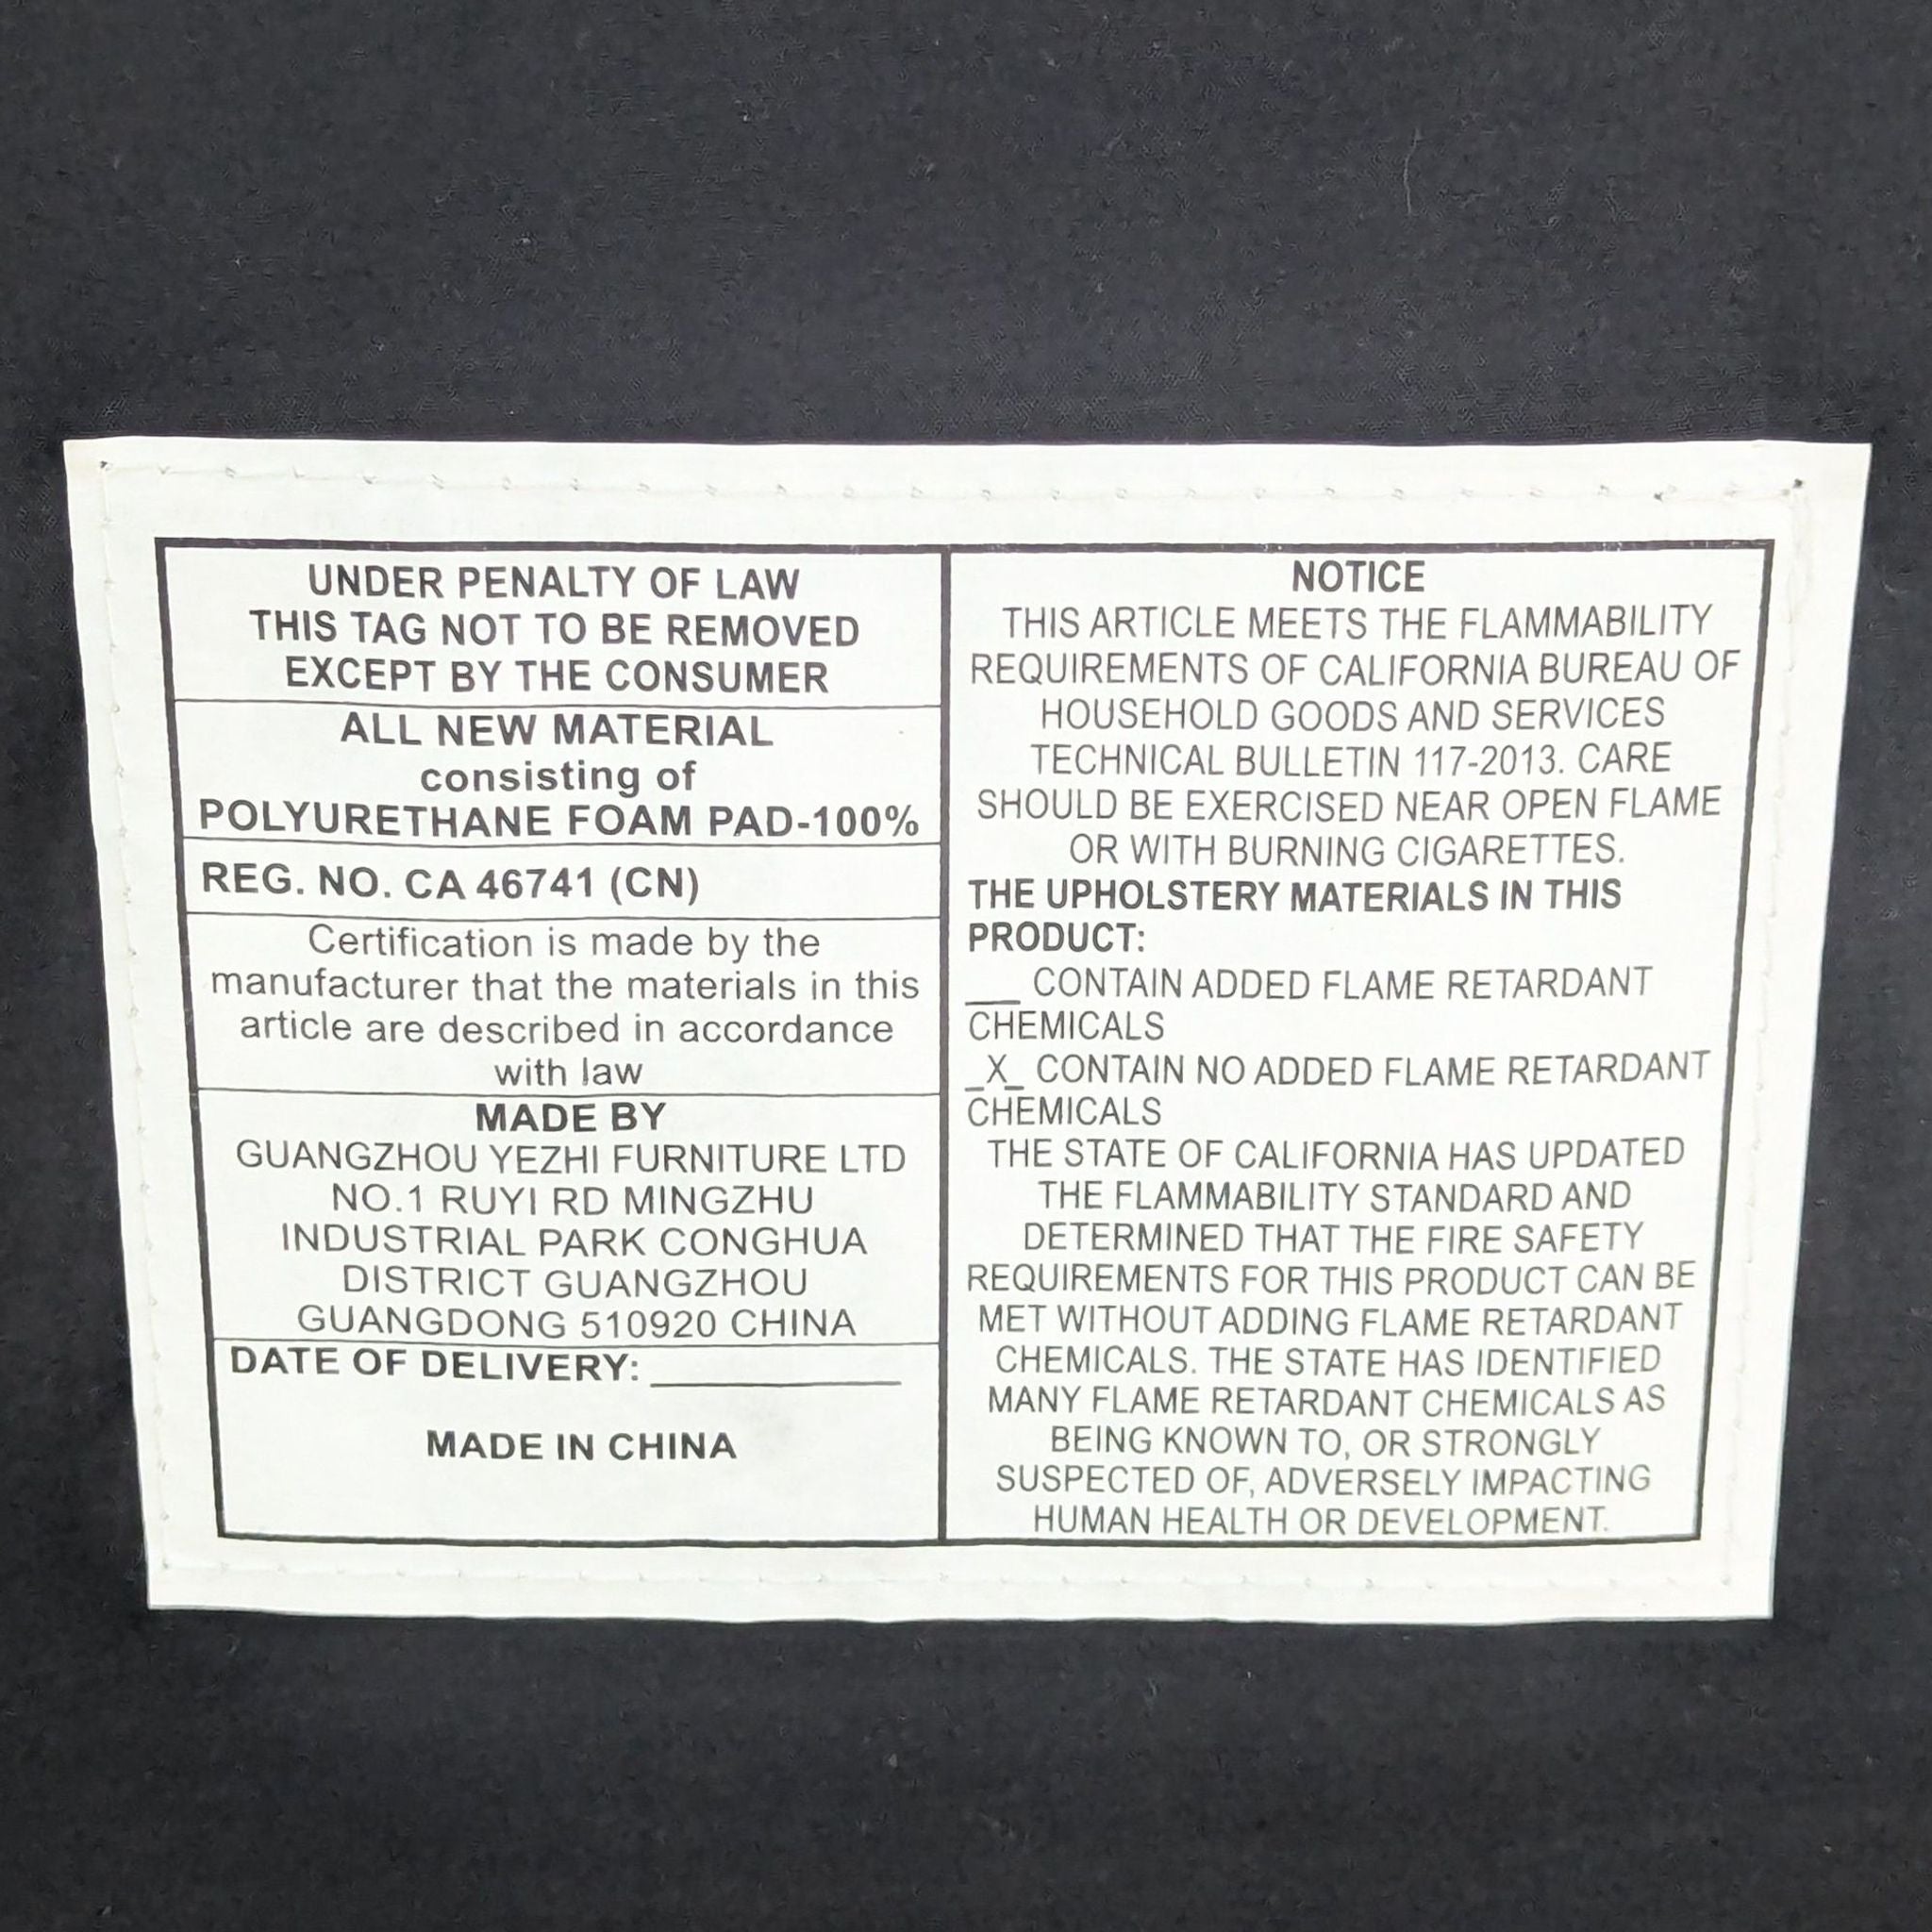 UNDER PENALTY OF LAW
THIS TAG NOT TO BE REMOVED
EXCEPT BY THE CONSUMER
ALL NEW MATERIAL
consisting of
POLYURETHANE FOAM PAD-100%
REG. NO. CA 46741 (CN)
Certification is made by the
manufacturer that the materials in this
article are described in accordance
with law
MADE BY
GUANGZHOU YEZHI FURNITURE LTD
NO.1 RUYI RD MINGZHU
INDUSTRIAL PARK CONGHUA
DISTRICT GUANGZHOU
GUANGDONG 510920 CHINA
DATE OF DELIVERY: ___________
MADE IN CHINA
NOTICE
THIS ARTICLE MEETS THE FLAMMABILITY
REQUIREMENTS OF CALIFORNIA BUREAU OF
HOUSEHOLD GOODS AND SERVICES
TECHNICAL BULLETIN 117-2013. CARE
SHOULD BE EXERCISED NEAR OPEN FLAME
OR WITH BURNING CIGARETTES.
THE UPHOLSTERY MATERIALS IN THIS
PRODUCT:
___ CONTAIN ADDED FLAME RETARDANT
CHEMICALS
_X_ CONTAIN NO ADDED FLAME RETARDANT
CHEMICALS
THE STATE OF CALIFORNIA HAS UPDATED
THE FLAMMABILITY STANDARD AND
DETERMINED THAT THE FIRE SAFETY
REQUIREMENTS FOR THIS PRODUCT CAN BE
MET WITHOUT ADDING FLAME RETARDANT
CHEMICALS. THE STATE HAS IDENTIFIED
MANY FLAME RETARDANT CHEMICALS AS
BEING KNOWN TO, OR STRONGLY
SUSPECTED OF, ADVERSELY IMPACTING
HUMAN HEALTH OR DEVELOPMENT.